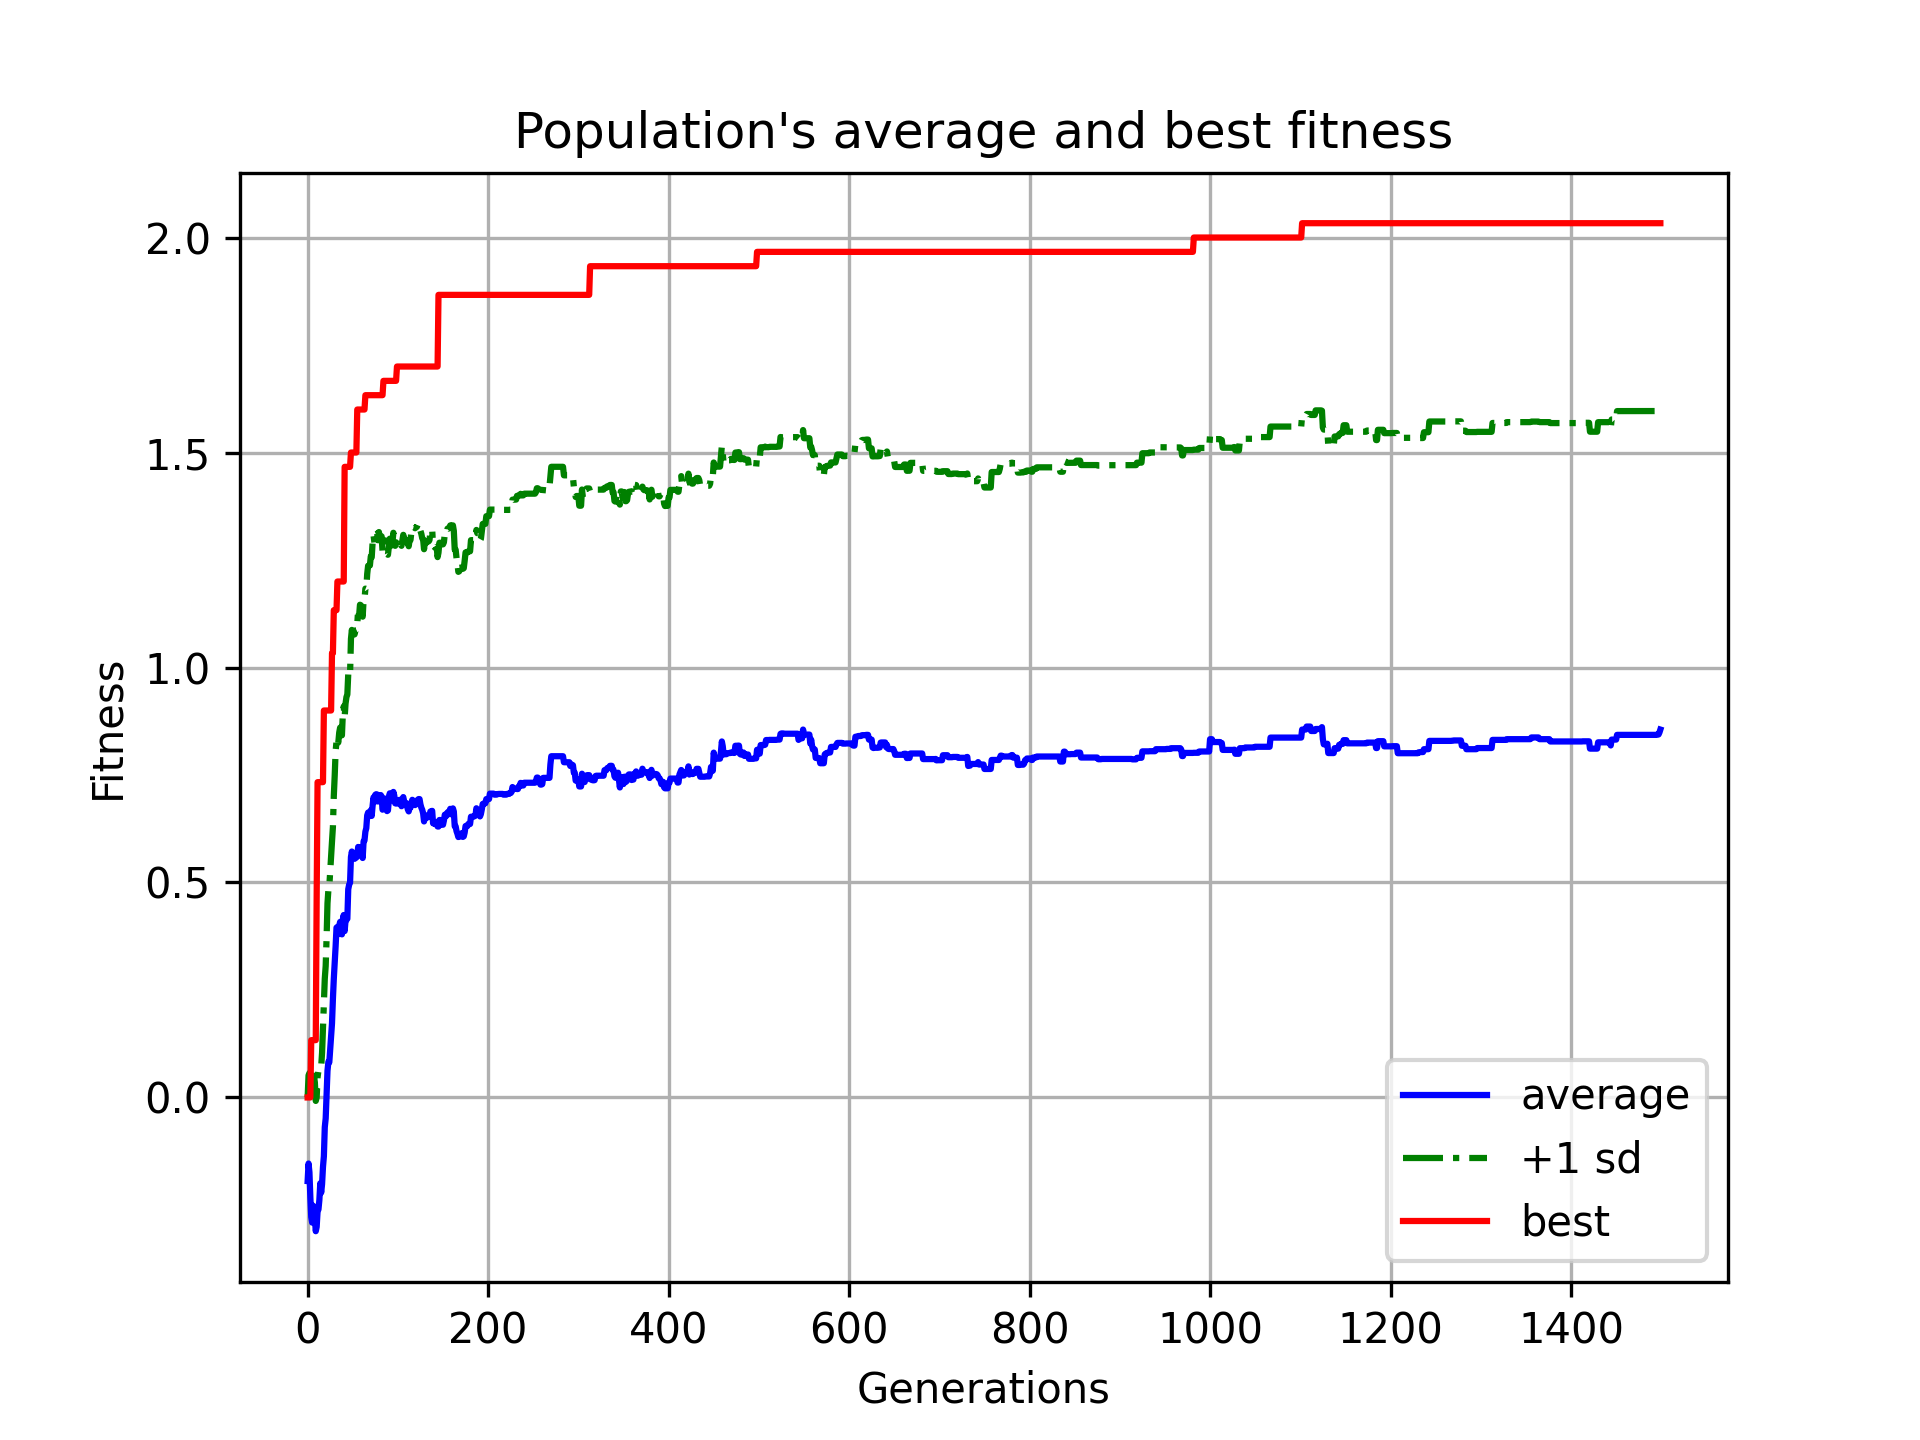 Population's average and best fitness
Fitness
2.0
1.5
1.0
0.5
0.0
0 200 400 600 800 1000 1200 1400
Generations
average
+1 sd
best